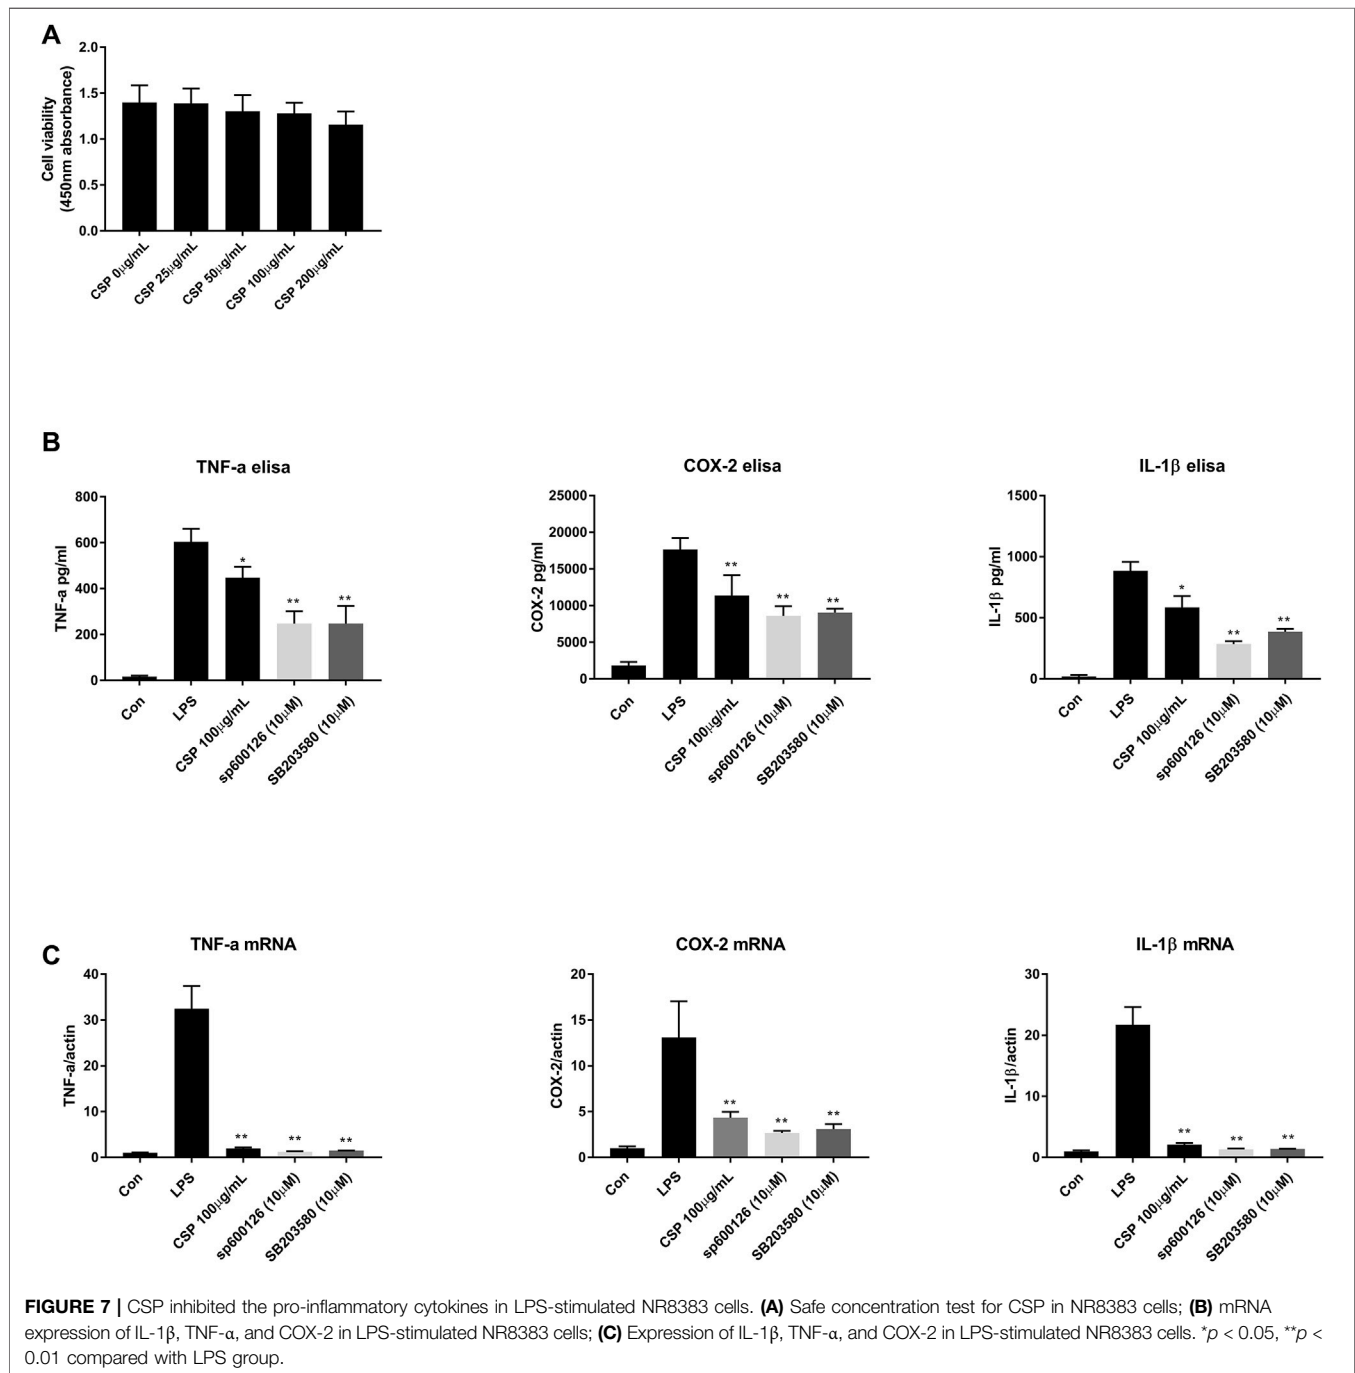 A
2.0
1.5
1.0
0.5
0.0
Cell viability
(450nm absorbance)
CSP 0μg/mL
CSP 25μg/mL
CSP 50μg/mL
CSP 100μg/mL
CSP 200μg/mL
B
TNF-a elisa
800
600
400
200
0
TNF-a pg/ml
*
**
**
Con
LPS
CSP 100μg/mL
sp600126 (10μM)
SB203580 (10μM)
COX-2 elisa
25000
20000
15000
10000
5000
0
COX-2 pg/ml
**
**
**
Con
LPS
CSP 100μg/mL
sp600126 (10μM)
SB203580 (10μM)
IL-1β elisa
1500
1000
500
0
IL-1β pg/ml
*
**
**
Con
LPS
CSP 100μg/mL
sp600126 (10μM)
SB203580 (10μM)
C
TNF-a mRNA
40
30
20
10
0
TNF-a/actin
**
**
**
Con
LPS
CSP 100μg/mL
sp600126 (10μM)
SB203580 (10μM)
COX-2 mRNA
20
15
10
5
0
COX-2/actin
**
**
**
Con
LPS
CSP 100μg/mL
sp600126 (10μM)
SB203580 (10μM)
IL-1β mRNA
30
20
10
0
IL-1β/actin
**
**
**
Con
LPS
CSP 100μg/mL
sp600126 (10μM)
SB203580 (10μM)
FIGURE 7 | CSP inhibited the pro-inflammatory cytokines in LPS-stimulated NR8383 cells. (A) Safe concentration test for CSP in NR8383 cells; (B) mRNA
expression of IL-1β, TNF-α, and COX-2 in LPS-stimulated NR8383 cells; (C) Expression of IL-1β, TNF-α, and COX-2 in LPS-stimulated NR8383 cells. *p < 0.05, **p <
0.01 compared with LPS group.